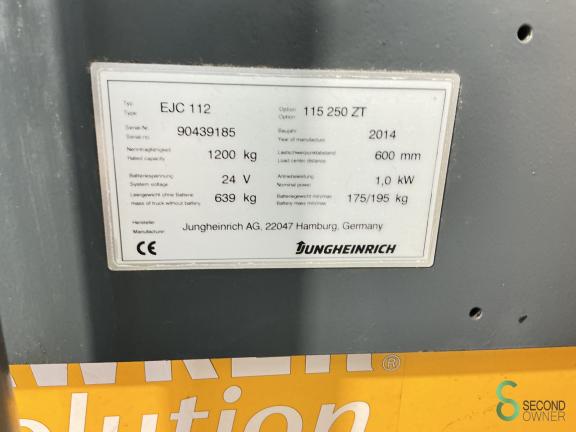 Typ. EJC 112 Option 115 250 ZT
Type. Option
Serial-Nr. 90439185 Baujahr 2014
Serial no. Year of manufacture
Nenntragfähigkeit 1200 kg Lastschwerpunktabstand 600 mm
Rated capacity Load center distance
Batteriespannung 24 V Antriebsleistung 1,0 kW
System voltage Nominal power
Leergewicht ohne Batterie 639 kg Batteriegewicht min/max 175/195 kg
mass of truck without battery Battery mass min/max
Hersteller
Manufacturer Jungheinrich AG, 22047 Hamburg, Germany
CE JUNGHEINRICH
®
olution
SECOND
OWNER